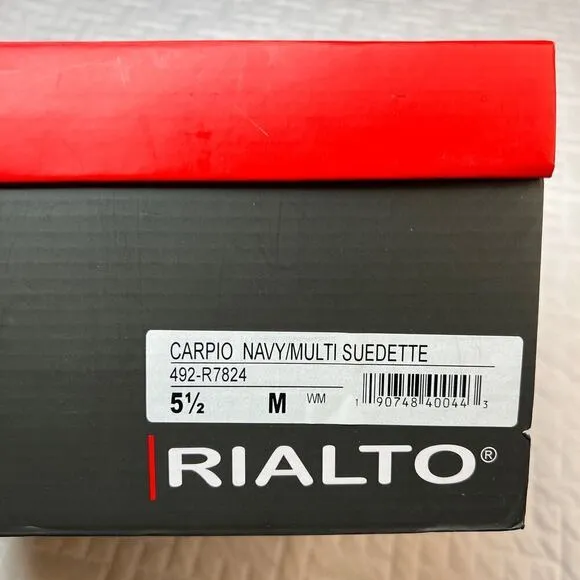 CARPIO NAVY/MULTI SUEDETTE
492-R7824
5½ M WM 1 90748 40044 3
RIALTO®